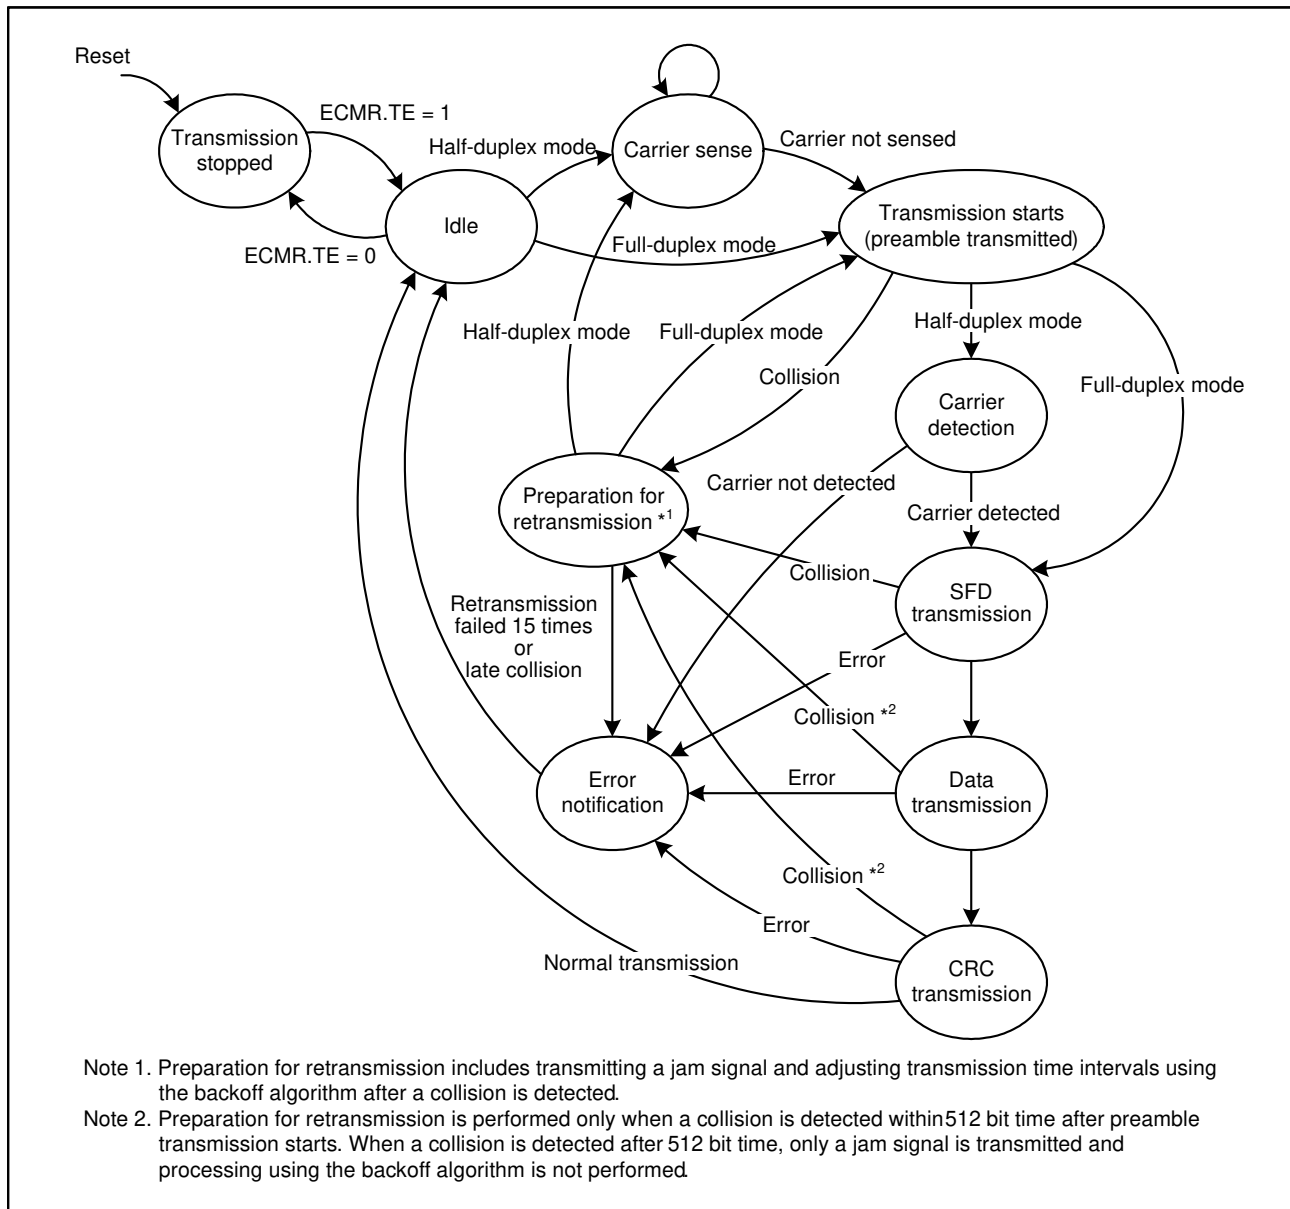 Reset
ECMR.TE = 1
Transmission
stopped
Half-duplex mode
Carrier sense
Carrier not sensed
Idle
ECMR.TE = 0
Full-duplex mode
Transmission starts
(preamble transmitted)
Half-duplex mode
Full-duplex mode
Half-duplex mode
Collision
Full-duplex mode
Carrier
detection
Carrier not detected
Preparation for
retransmission *1
Carrier detected
Collision
SFD
transmission
Retransmission
failed 15 times
or
late collision
Error
Collision *2
Error
notification
Error
Data
transmission
Collision *2
Error
Normal transmission
CRC
transmission
Note 1. Preparation for retransmission includes transmitting a jam signal and adjusting transmission time intervals using
the backoff algorithm after a collision is detected.
Note 2. Preparation for retransmission is performed only when a collision is detected within 512 bit time after preamble
transmission starts. When a collision is detected after 512 bit time, only a jam signal is transmitted and
processing using the backoff algorithm is not performed.